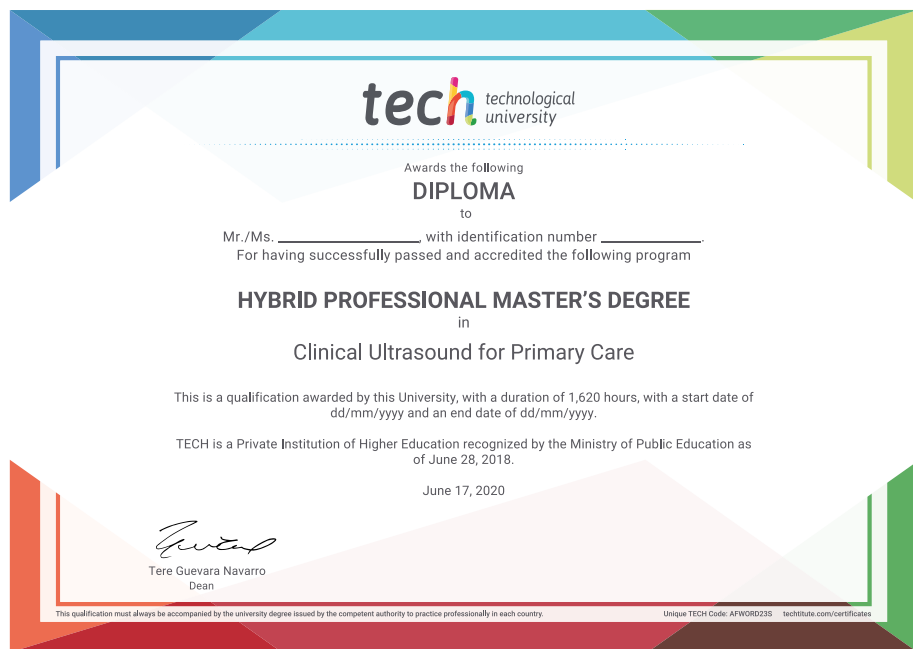 tech technological
university
Awards the following
DIPLOMA
to
Mr./Ms. ____________________, with identification number ______________.
For having successfully passed and accredited the following program
HYBRID PROFESSIONAL MASTER'S DEGREE
in
Clinical Ultrasound for Primary Care
This is a qualification awarded by this University, with a duration of 1,620 hours, with a start date of
dd/mm/yyyy and an end date of dd/mm/yyyy.
TECH is a Private Institution of Higher Education recognized by the Ministry of Public Education as
of June 28, 2018.
June 17, 2020
Tere Guevara Navarro
Dean
This qualification must always be accompanied by the university degree issued by the competent authority to practice professionally in each country. Unique TECH Code: AFWORD23S techtitute.com/certificates